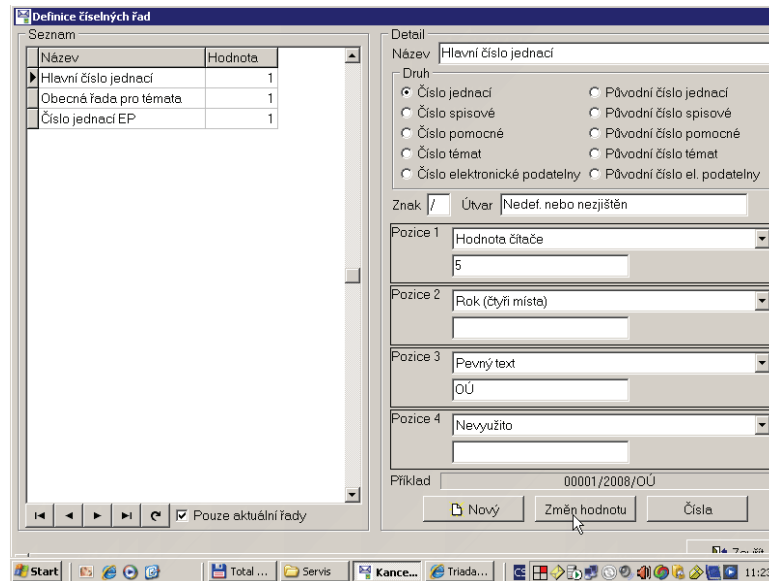 Definice číselných řad
Seznam
Název Hodnota
Hlavní číslo jednací 1
Obecná řada pro témata 1
Číslo jednací EP 1
Pouze aktuální řady
Detail
Název Hlavní číslo jednací
Druh
Číslo jednací Původní číslo jednací
Číslo spisové Původní číslo spisové
Číslo pomocné Původní číslo pomocné
Číslo témat Původní číslo témat
Číslo elektronické podatelny Původní číslo el. podatelny
Znak / Útvar Nedef. nebo nezjištěn
Pozice 1 Hodnota čítače
5
Pozice 2 Rok (čtyři místa)
Pozice 3 Pevný text
OÚ
Pozice 4 Nevyužito
Příklad 00001/2008/OÚ
Nový Změn hodnotu Čísla
Start Total ... Servis Kance... Triada... 11:23